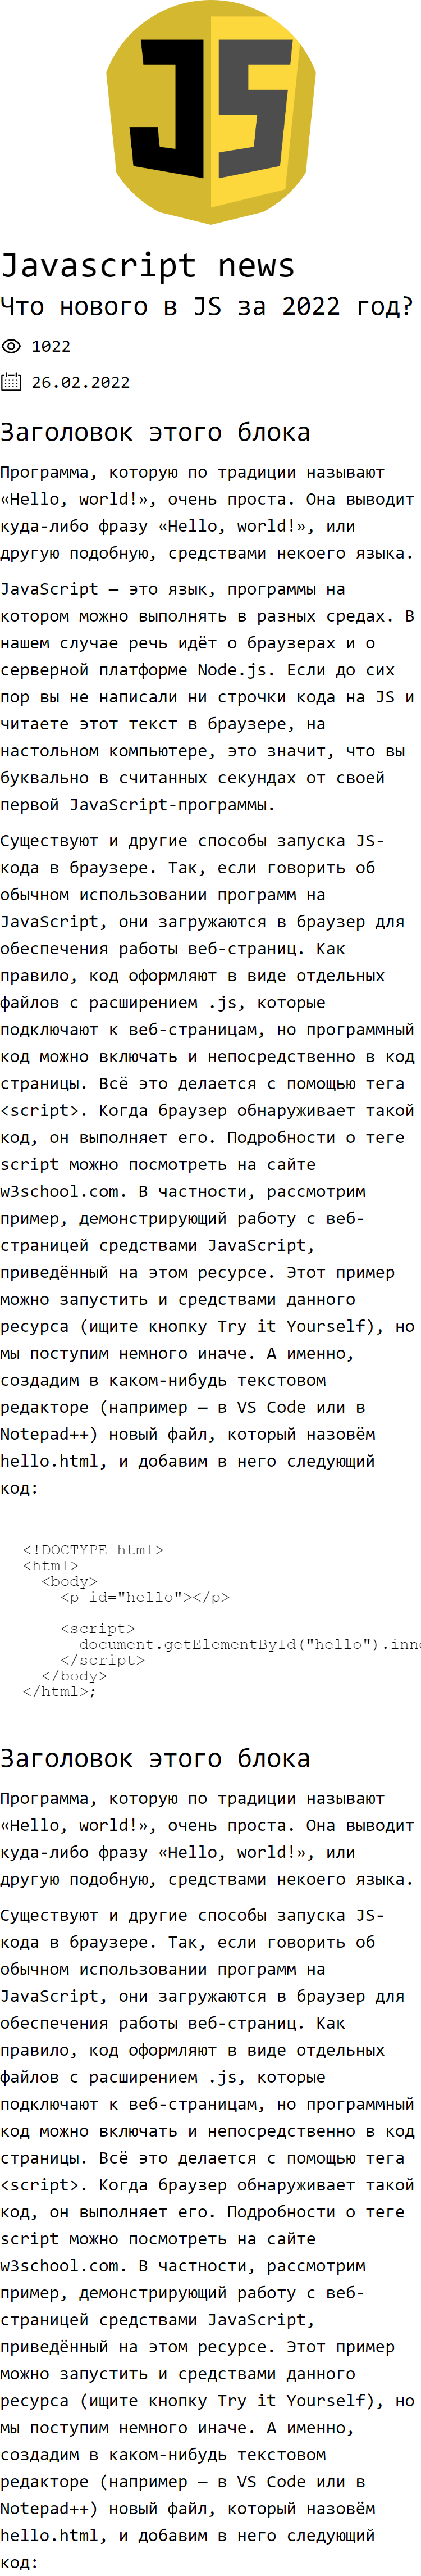 JS
Javascript news
Что нового в JS за 2022 год?
1022
26.02.2022
Заголовок этого блока
Программа, которую по традиции называют
«Hello, world!», очень проста. Она выводит
куда-либо фразу «Hello, world!», или
другую подобную, средствами некоего языка.
JavaScript — это язык, программы на
котором можно выполнять в разных средах. В
нашем случае речь идёт о браузерах и о
серверной платформе Node.js. Если до сих
пор вы не написали ни строчки кода на JS и
читаете этот текст в браузере, на
настольном компьютере, это значит, что вы
буквально в считанных секундах от своей
первой JavaScript-программы.
Существуют и другие способы запуска JS-
кода в браузере. Так, если говорить об
обычном использовании программ на
JavaScript, они загружаются в браузер для
обеспечения работы веб-страниц. Как
правило, код оформляют в виде отдельных
файлов с расширением .js, которые
подключают к веб-страницам, но программный
код можно включать и непосредственно в код
страницы. Всё это делается с помощью тега
<script>. Когда браузер обнаруживает такой
код, он выполняет его. Подробности о теге
script можно посмотреть на сайте
w3school.com. В частности, рассмотрим
пример, демонстрирующий работу с веб-
страницей средствами JavaScript,
приведённый на этом ресурсе. Этот пример
можно запустить и средствами данного
ресурса (ищите кнопку Try it Yourself), но
мы поступим немного иначе. А именно,
создадим в каком-нибудь текстовом
редакторе (например — в VS Code или в
Notepad++) новый файл, который назовём
hello.html, и добавим в него следующий
код:
<!DOCTYPE html>
<html>
  <body>
    <p id="hello"></p>
    <script>
      document.getElementById("hello").inne
    </script>
  </body>
</html>;
Заголовок этого блока
Программа, которую по традиции называют
«Hello, world!», очень проста. Она выводит
куда-либо фразу «Hello, world!», или
другую подобную, средствами некоего языка.
Существуют и другие способы запуска JS-
кода в браузере. Так, если говорить об
обычном использовании программ на
JavaScript, они загружаются в браузер для
обеспечения работы веб-страниц. Как
правило, код оформляют в виде отдельных
файлов с расширением .js, которые
подключают к веб-страницам, но программный
код можно включать и непосредственно в код
страницы. Всё это делается с помощью тега
<script>. Когда браузер обнаруживает такой
код, он выполняет его. Подробности о теге
script можно посмотреть на сайте
w3school.com. В частности, рассмотрим
пример, демонстрирующий работу с веб-
страницей средствами JavaScript,
приведённый на этом ресурсе. Этот пример
можно запустить и средствами данного
ресурса (ищите кнопку Try it Yourself), но
мы поступим немного иначе. А именно,
создадим в каком-нибудь текстовом
редакторе (например — в VS Code или в
Notepad++) новый файл, который назовём
hello.html, и добавим в него следующий
код: